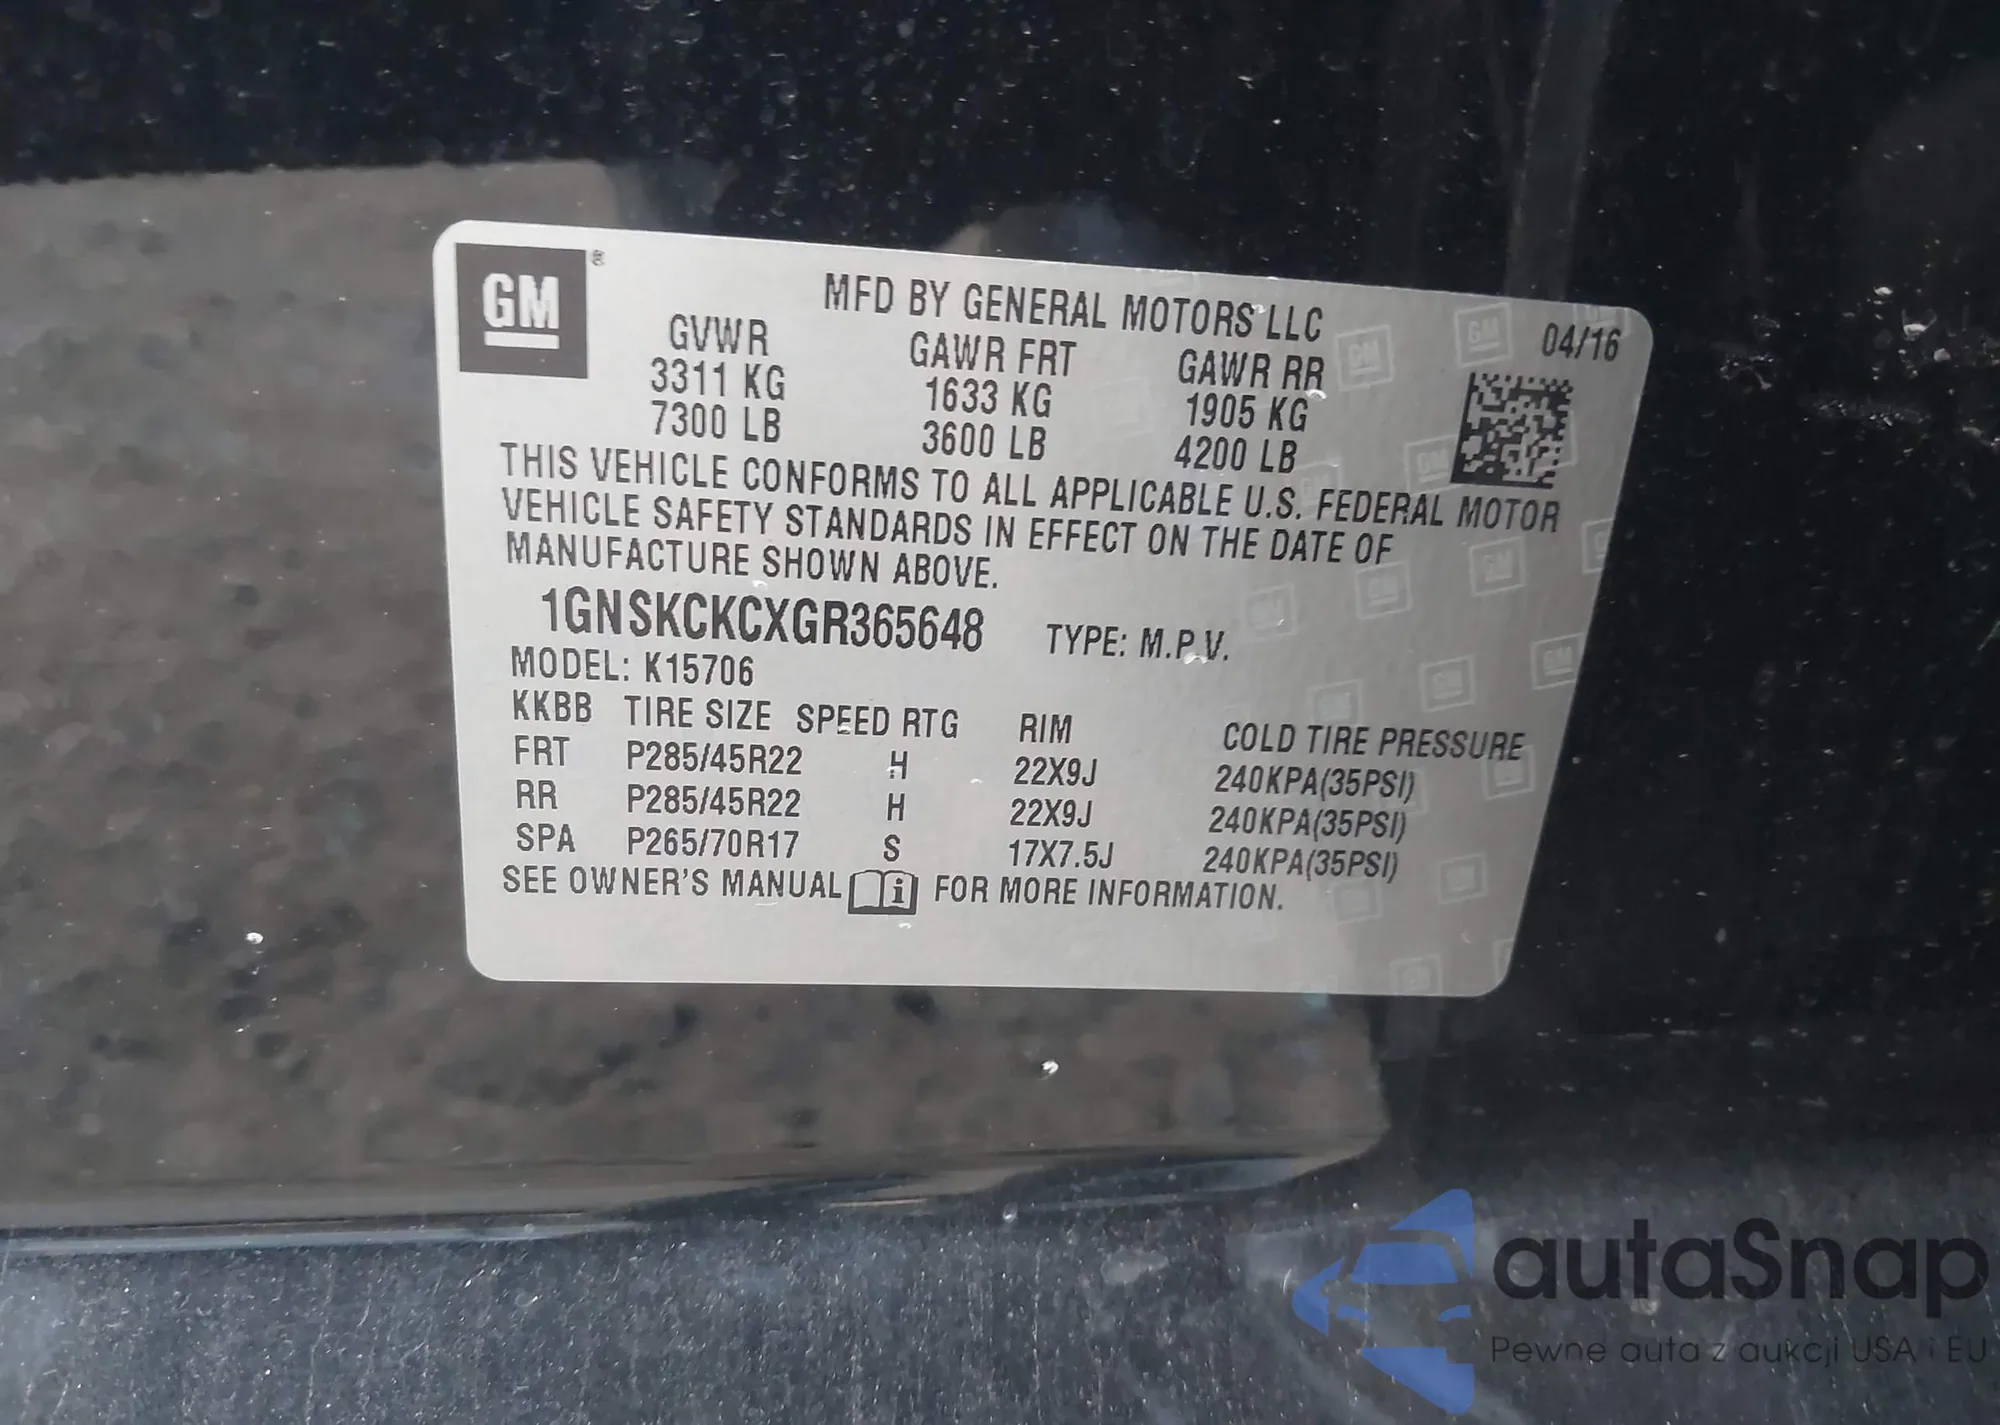 GM®
MFD BY GENERAL MOTORS LLC
04/16
GVWR GAWR FRT GAWR RR
3311 KG 1633 KG 1905 KG
7300 LB 3600 LB 4200 LB
THIS VEHICLE CONFORMS TO ALL APPLICABLE U.S. FEDERAL MOTOR
VEHICLE SAFETY STANDARDS IN EFFECT ON THE DATE OF
MANUFACTURE SHOWN ABOVE.
1GNSKCKCXGR365648 TYPE: M.P.V.
MODEL: K15706
KKBB TIRE SIZE SPEED RTG RIM COLD TIRE PRESSURE
FRT P285/45R22 H 22X9J 240KPA(35PSI)
RR P285/45R22 H 22X9J 240KPA(35PSI)
SPA P265/70R17 S 17X7.5J 240KPA(35PSI)
SEE OWNER'S MANUAL i FOR MORE INFORMATION.
autaSnap
Pewne auta z aukcji USA i EU